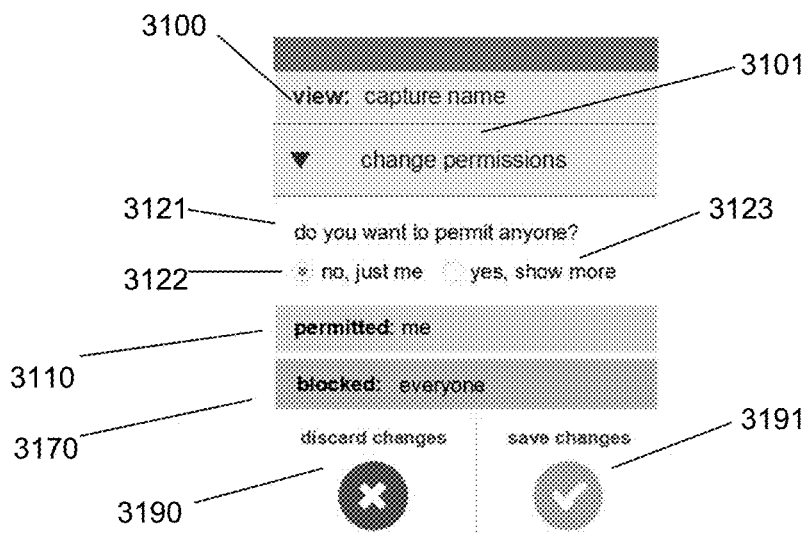 3100
3101
view: capture name
▼ change permissions
3121
3123
do you want to permit anyone?
3122
no, just me yes, show more
permitted: me
3110
blocked: everyone
3170
discard changes save changes
3191
3190